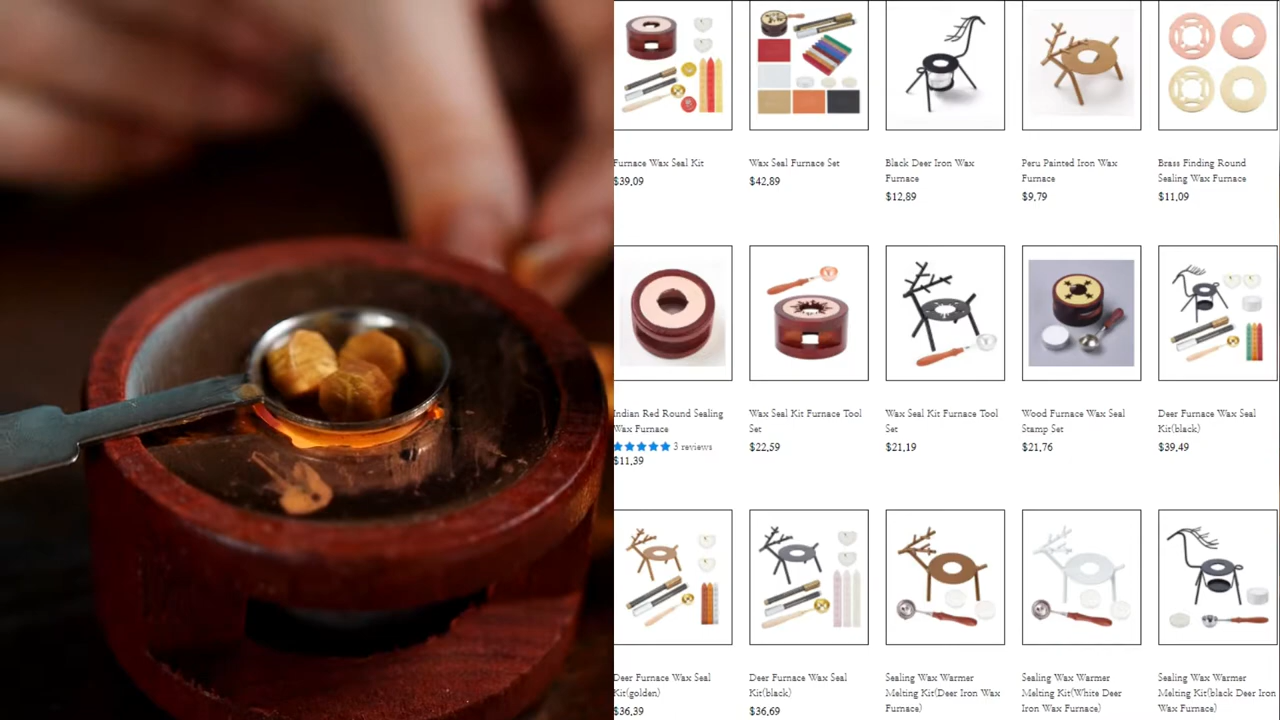 Furnace Wax Seal Kit
$39.09
Wax Seal Furnace Set
$42.89
Black Deer Iron Wax
Furnace
$12.89
Peru Painted Iron Wax
Furnace
$9.79
Brass Finding Round
Sealing Wax Furnace
$11.09
Indian Red Round Sealing
Wax Furnace
3 reviews
$11.39
Wax Seal Kit Furnace Tool
Set
$22.59
Wax Seal Kit Furnace Tool
Set
$21.19
Wood Furnace Wax Seal
Stamp Set
$21.76
Deer Furnace Wax Seal
Kit(black)
$39.49
Deer Furnace Wax Seal
Kit(golden)
$36.39
Deer Furnace Wax Seal
Kit(black)
$36.69
Sealing Wax Warmer
Melting Kit(Deer Iron Wax
Furnace)
Sealing Wax Warmer
Melting Kit(White Deer
Iron Wax Furnace)
Sealing Wax Warmer
Melting Kit(black Deer Iron
Wax Furnace)